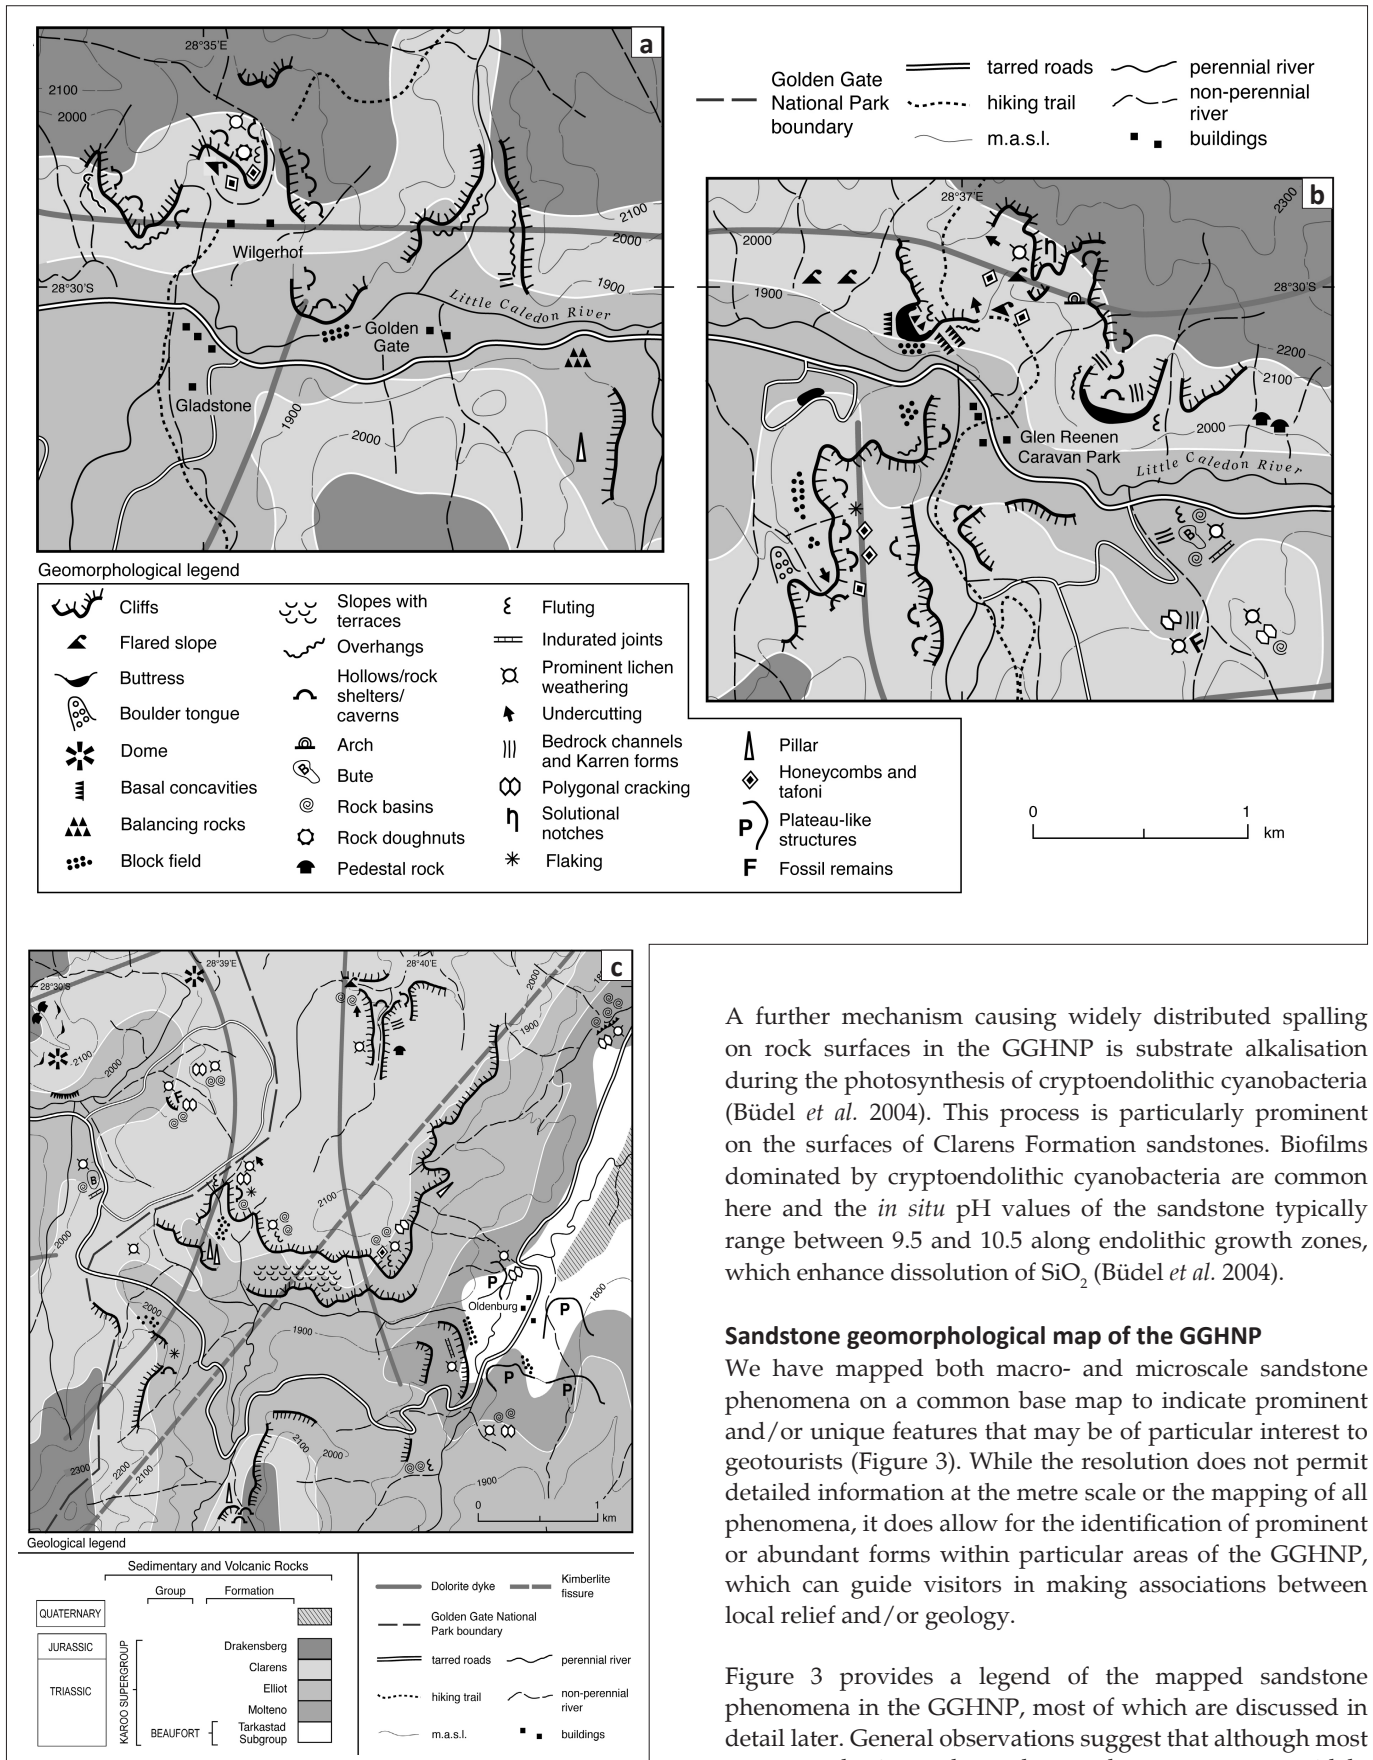 a
28°35'E
2100
2000
2100
2000
Wilgerhof
28°30'S
1900
Little Caledon River
Golden
Gate
Gladstone
1900
2000
Golden Gate
National Park
boundary
tarred roads
hiking trail
m.a.s.l.
perennial river
non-perennial
river
buildings
b
28°37'E
2300
2000
1900
28°30'S
2200
2100
2000
Glen Reenen
Caravan Park
Little Caledon River
B
F
Geomorphological legend
Cliffs
Flared slope
Buttress
Boulder tongue
Dome
Basal concavities
Balancing rocks
Block field
Slopes with
terraces
Overhangs
Hollows/rock
shelters/
caverns
Arch
B
Bute
Rock basins
Rock doughnuts
Pedestal rock
Fluting
Indurated joints
Prominent lichen
weathering
Undercutting
Bedrock channels
and Karren forms
Polygonal cracking
Solutional
notches
Flaking
Pillar
Honeycombs and
tafoni
P
Plateau-like
structures
F
Fossil remains
0
1
km
c
28°39'E
28°40'E
28°30'S
2000
1900
2100
2000
F
B
2100
2000
P
Oldenburg
P
1800
2000
1900
P
P
2100
2000
2300
2200
2100
1900
0
1
km
Geological legend
Sedimentary and Volcanic Rocks
Group
Formation
QUATERNARY
JURASSIC
TRIASSIC
KAROO SUPERGROUP
Drakensberg
Clarens
Elliot
Molteno
BEAUFORT
Tarkastad
Subgroup
Dolorite dyke
Kimberlite
fissure
Golden Gate National
Park boundary
tarred roads
perennial river
hiking trail
non-perennial
river
m.a.s.l.
buildings
A further mechanism causing widely distributed spalling
on rock surfaces in the GGHNP is substrate alkalisation
during the photosynthesis of cryptoendolithic cyanobacteria
(Büdel et al. 2004). This process is particularly prominent
on the surfaces of Clarens Formation sandstones. Biofilms
dominated by cryptoendolithic cyanobacteria are common
here and the in situ pH values of the sandstone typically
range between 9.5 and 10.5 along endolithic growth zones,
which enhance dissolution of SiO₂ (Büdel et al. 2004).
Sandstone geomorphological map of the GGHNP
We have mapped both macro- and microscale sandstone
phenomena on a common base map to indicate prominent
and/or unique features that may be of particular interest to
geotourists (Figure 3). While the resolution does not permit
detailed information at the metre scale or the mapping of all
phenomena, it does allow for the identification of prominent
or abundant forms within particular areas of the GGHNP,
which can guide visitors in making associations between
local relief and/or geology.
Figure 3 provides a legend of the mapped sandstone
phenomena in the GGHNP, most of which are discussed in
detail later. General observations suggest that although most